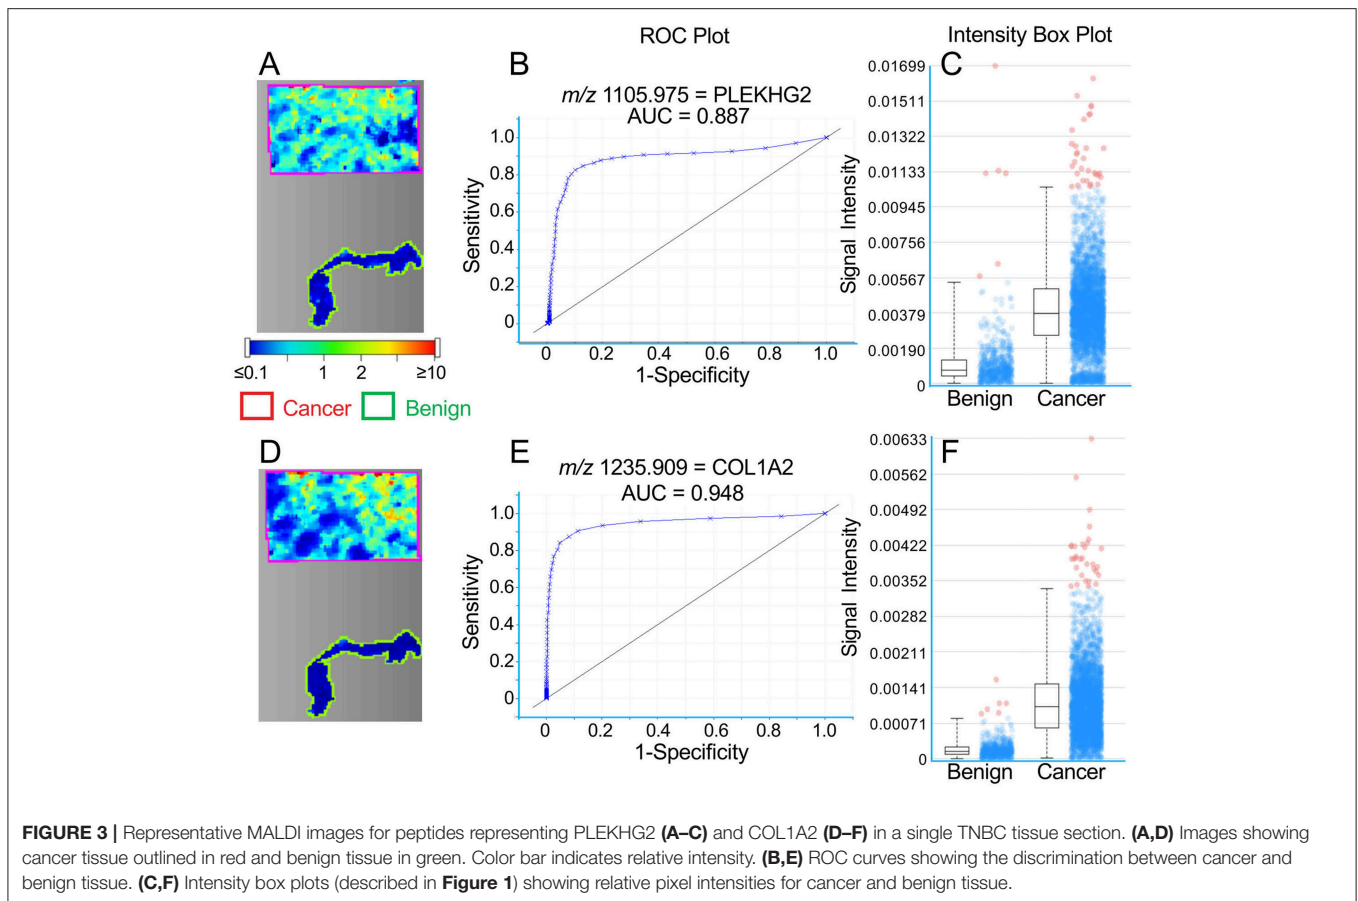 ROC Plot
Intensity Box Plot
A
B
m/z 1105.975 = PLEKHG2
AUC = 0.887
Sensitivity
1.0
0.8
0.6
0.4
0.2
0
0 0.2 0.4 0.6 0.8 1.0
1-Specificity
C
Signal Intensity
0.01699
0.01511
0.01322
0.01133
0.00945
0.00756
0.00567
0.00379
0.00190
0
Benign Cancer
≤0.1 1 2 ≥10
Cancer Benign
D
E
m/z 1235.909 = COL1A2
AUC = 0.948
Sensitivity
1.0
0.8
0.6
0.4
0.2
0
0 0.2 0.4 0.6 0.8 1.0
1-Specificity
F
Signal Intensity
0.00633
0.00562
0.00492
0.00422
0.00352
0.00282
0.00211
0.00141
0.00071
0
Benign Cancer
FIGURE 3 | Representative MALDI images for peptides representing PLEKHG2 (A–C) and COL1A2 (D–F) in a single TNBC tissue section. (A,D) Images showing
cancer tissue outlined in red and benign tissue in green. Color bar indicates relative intensity. (B,E) ROC curves showing the discrimination between cancer and
benign tissue. (C,F) Intensity box plots (described in Figure 1) showing relative pixel intensities for cancer and benign tissue.